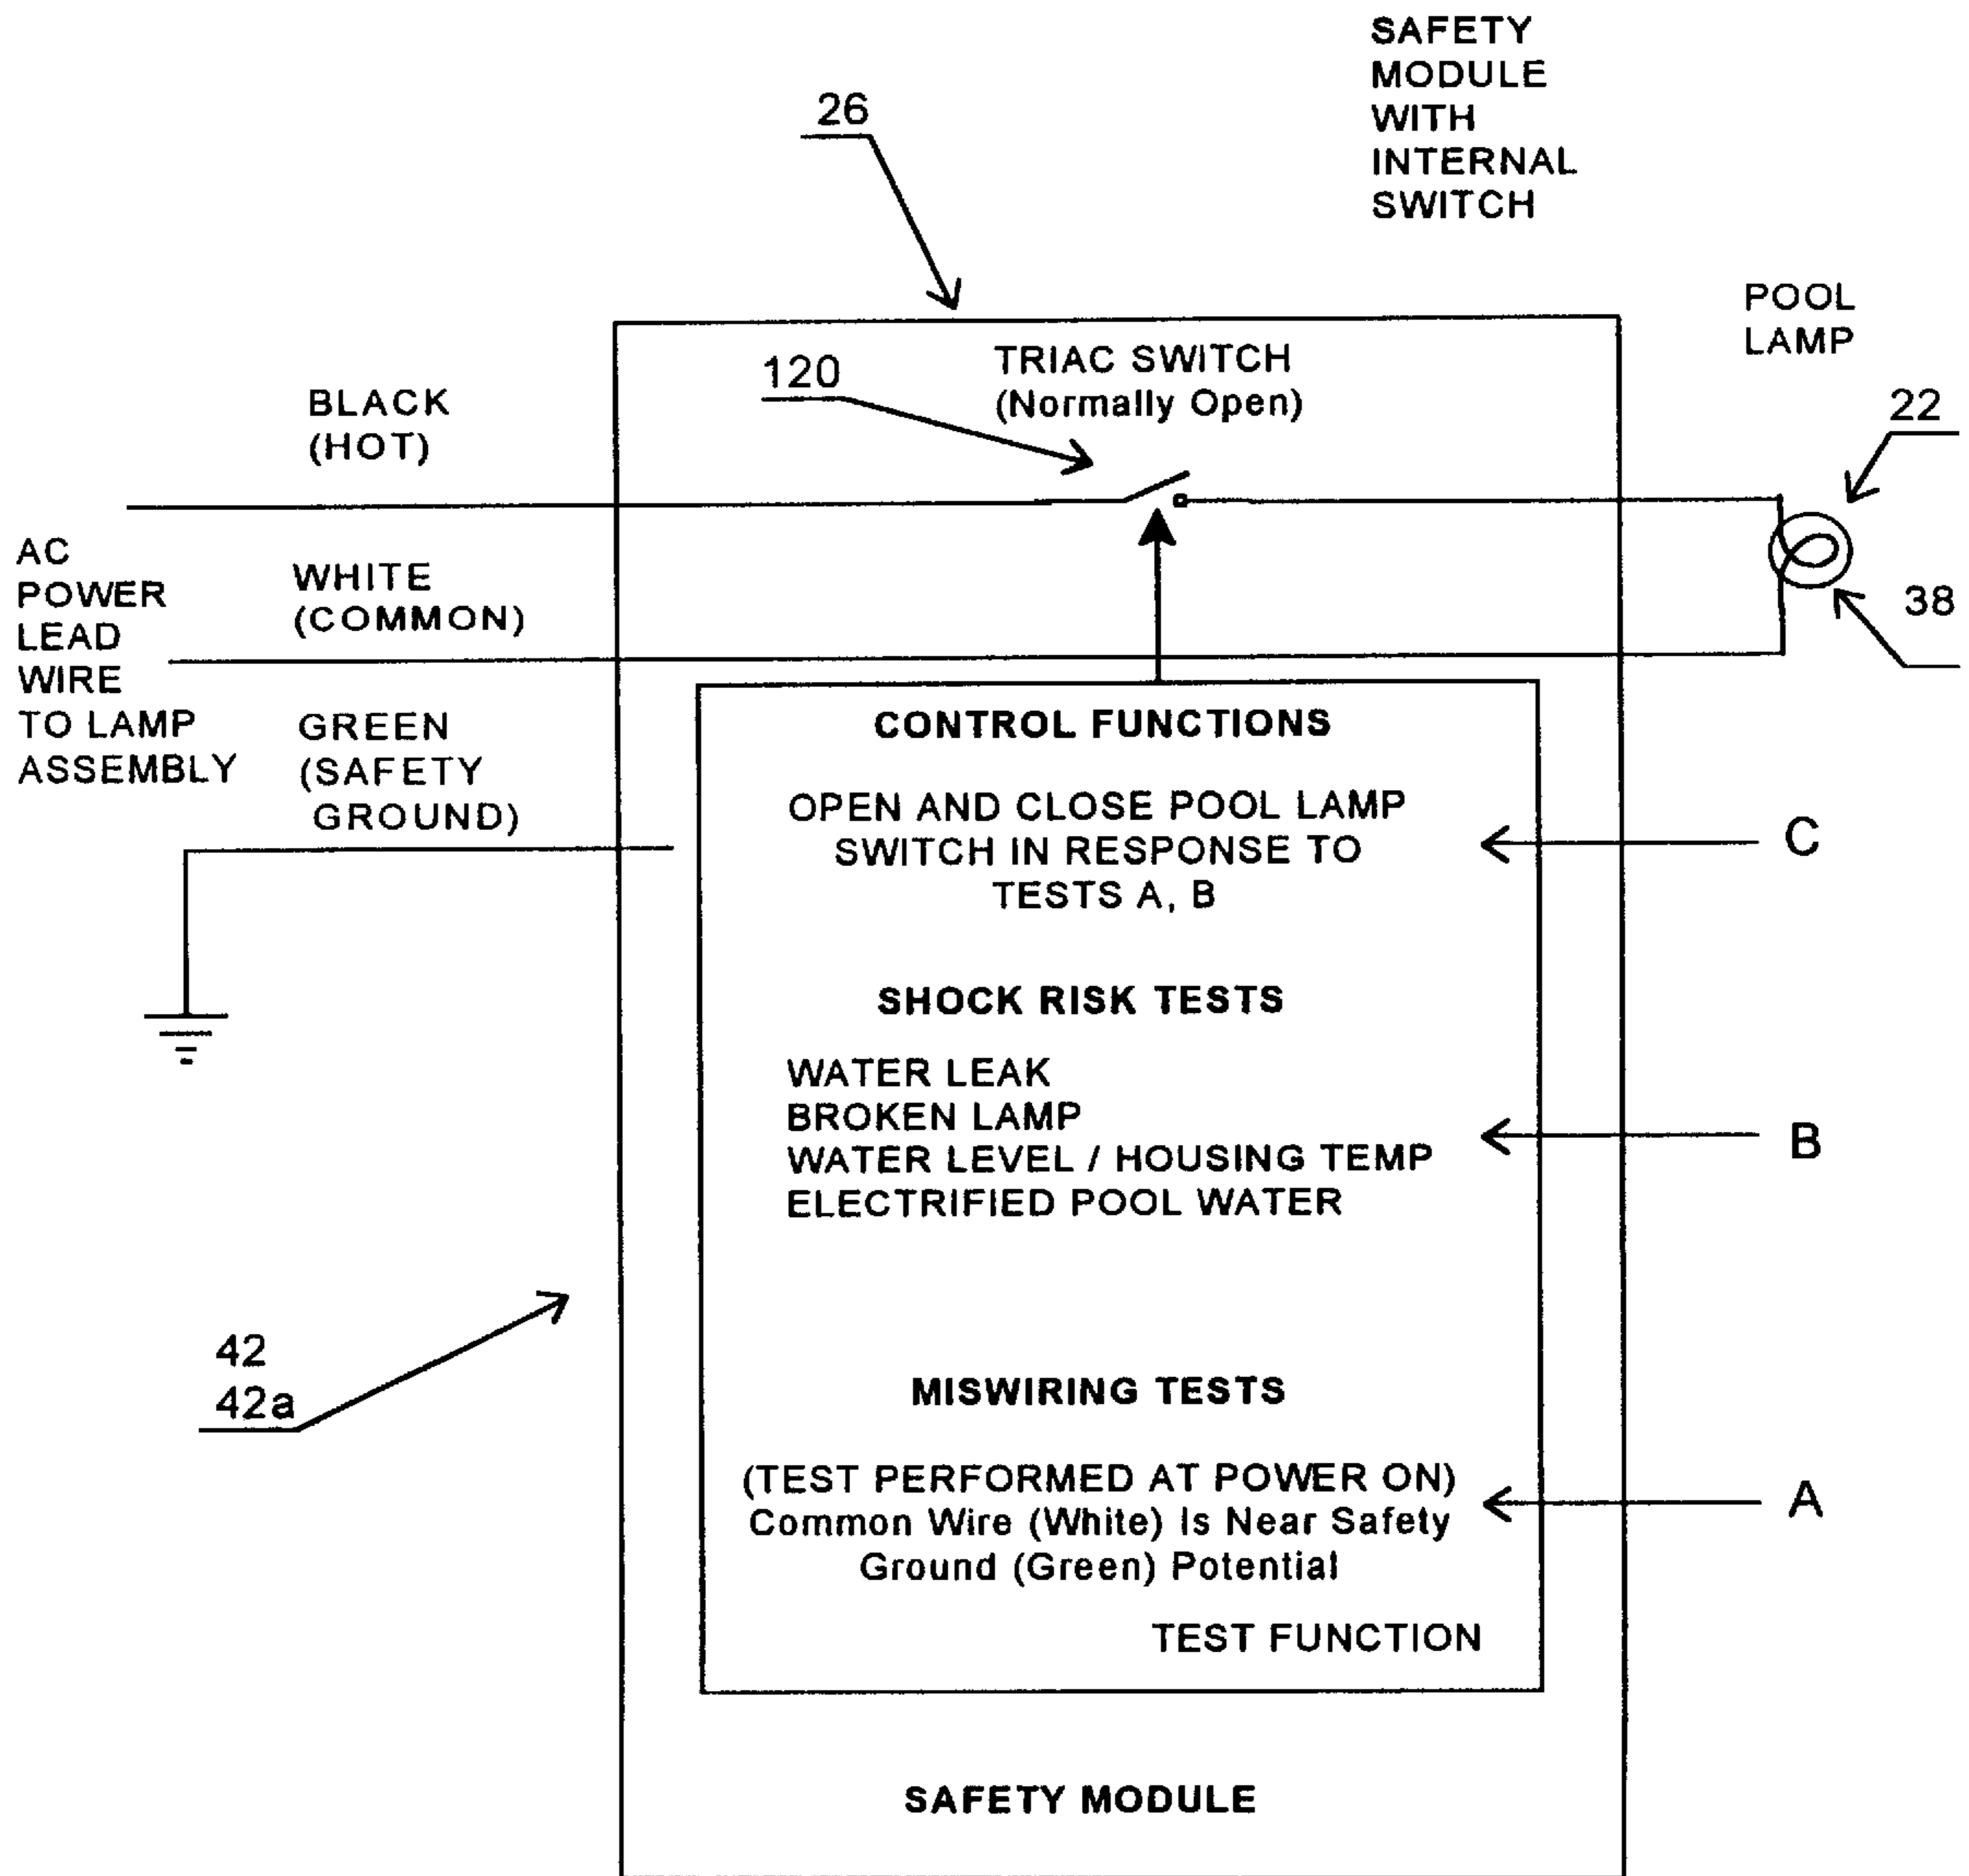 SAFETY
MODULE
WITH
INTERNAL
SWITCH
26
POOL
LAMP
TRIAC SWITCH
(Normally Open)
120
BLACK
(HOT)
22
AC
POWER
LEAD
WIRE
TO LAMP
ASSEMBLY
WHITE
(COMMON)
38
GREEN
(SAFETY
GROUND)
CONTROL FUNCTIONS
OPEN AND CLOSE POOL LAMP
SWITCH IN RESPONSE TO
TESTS A, B
C
SHOCK RISK TESTS
WATER LEAK
BROKEN LAMP
WATER LEVEL / HOUSING TEMP
ELECTRIFIED POOL WATER
B
42
42a
MISWIRING TESTS
(TEST PERFORMED AT POWER ON)
Common Wire (White) Is Near Safety
Ground (Green) Potential
A
TEST FUNCTION
SAFETY MODULE